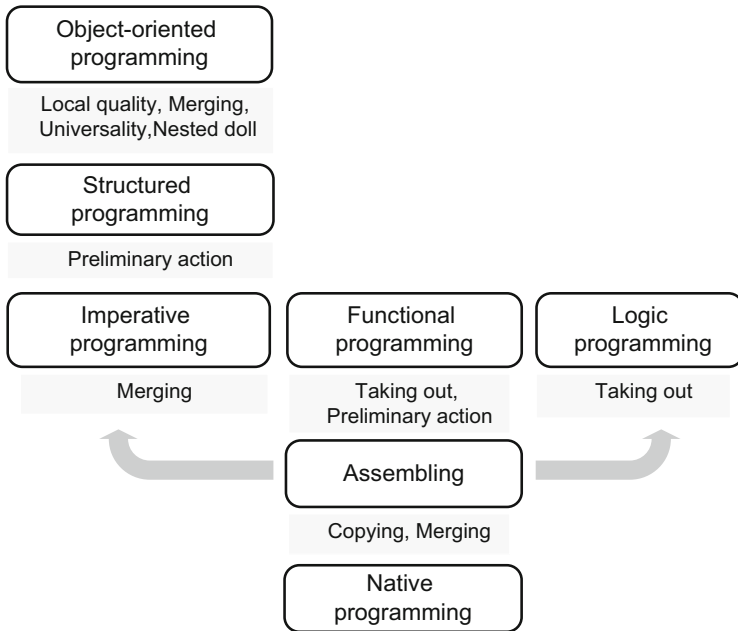 Object-oriented
programming
Local quality, Merging,
Universality,Nested doll
Structured
programming
Preliminary action
Imperative
programming
Functional
programming
Logic
programming
Merging
Taking out,
Preliminary action
Taking out
Assembling
Copying, Merging
Native
programming